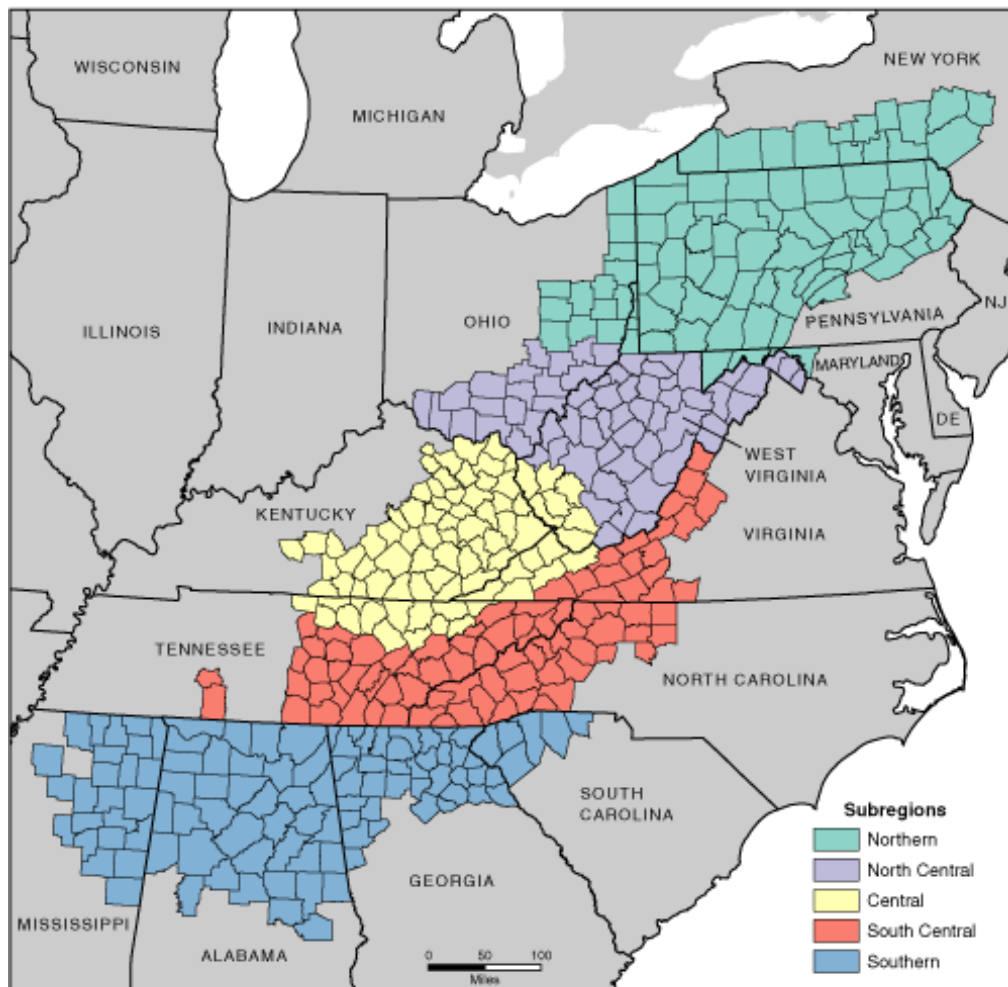 WISCONSIN
NEW YORK
MICHIGAN
ILLINOIS
INDIANA
OHIO
PENNSYLVANIA
NJ
MARYLAND
DE
WEST
VIRGINIA
KENTUCKY
VIRGINIA
TENNESSEE
NORTH CAROLINA
SOUTH
CAROLINA
GEORGIA
MISSISSIPPI
ALABAMA
0 50 100
Miles
Subregions
Northern
North Central
Central
South Central
Southern